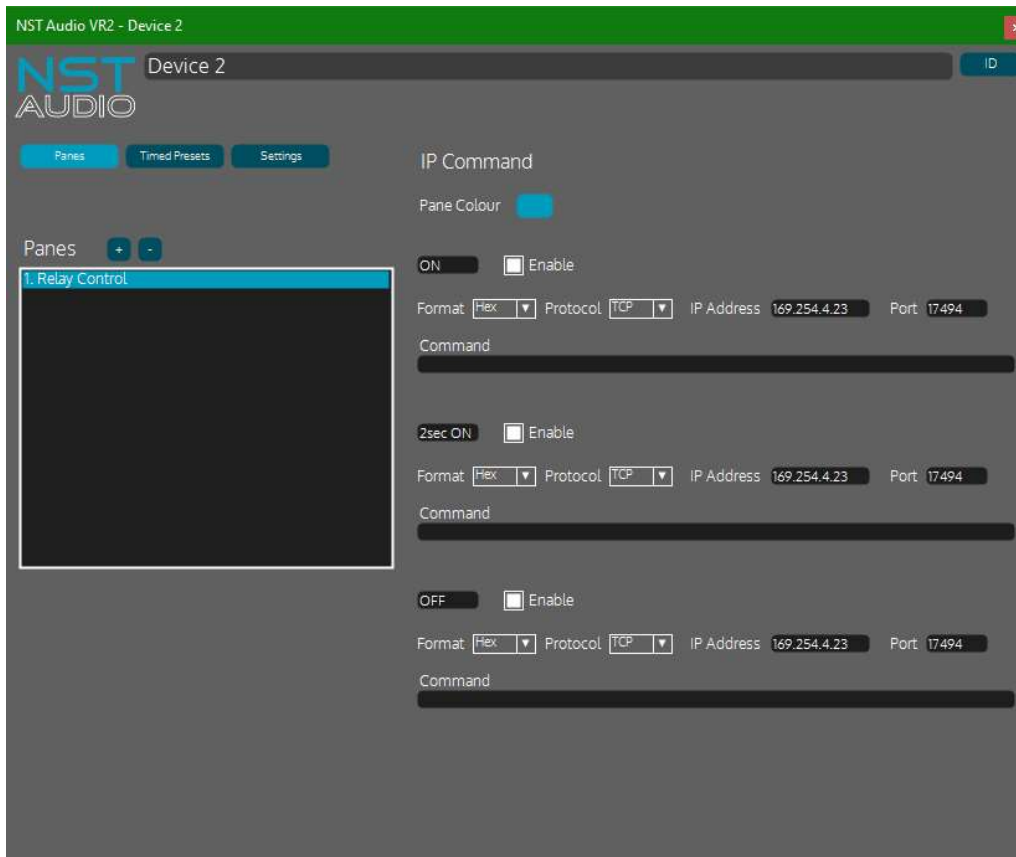 NST Audio VR2 - Device 2
NST
AUDIO
Device 2
ID
Panes
Timed Presets
Settings
Panes
+
-
1. Relay Control
IP Command
Pane Colour
ON
Enable
Format Hex Protocol TCP IP Address 169.254.4.23 Port 17494
Command
2sec ON
Enable
Format Hex Protocol TCP IP Address 169.254.4.23 Port 17494
Command
OFF
Enable
Format Hex Protocol TCP IP Address 169.254.4.23 Port 17494
Command